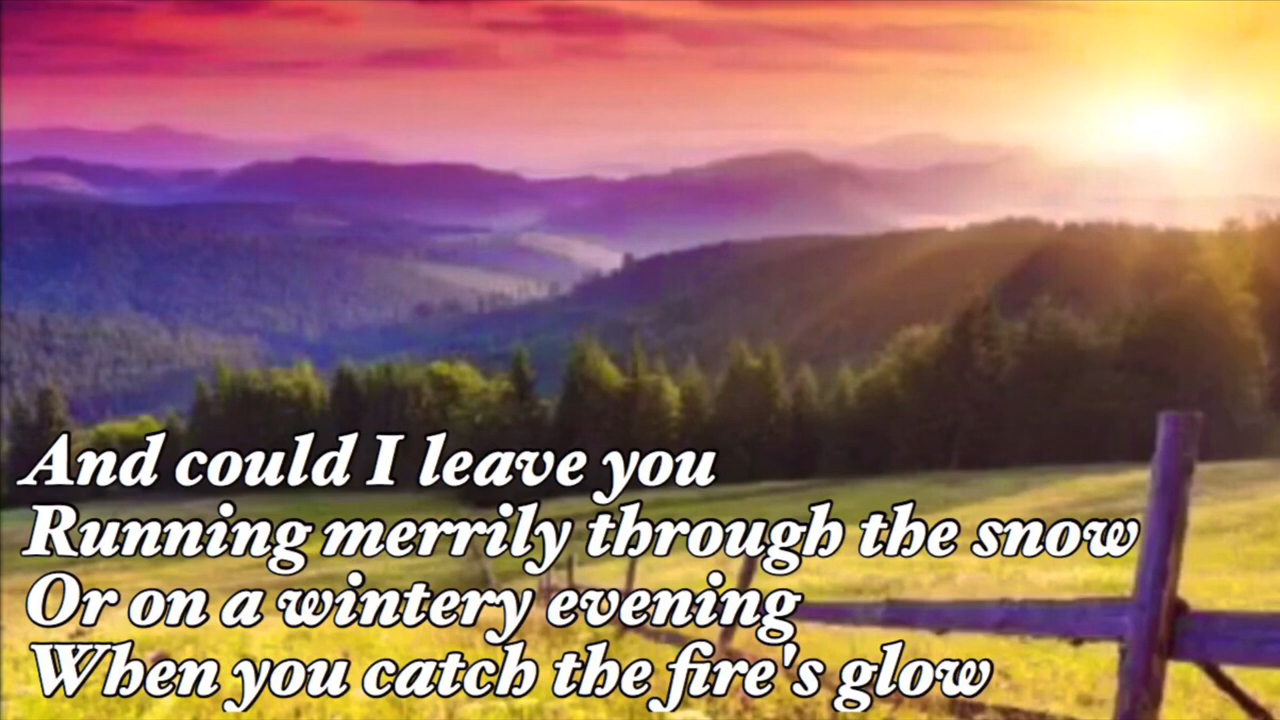 And could I leave you
Running merrily through the snow
Or on a wintery evening
When you catch the fire's glow